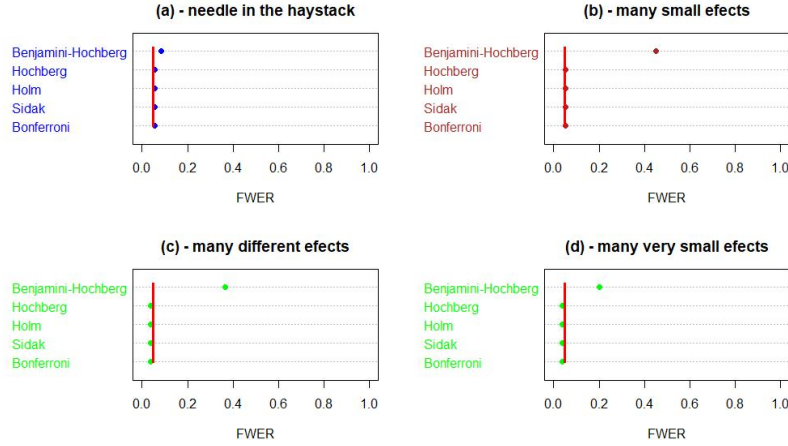 (a) - needle in the haystack
Benjamini-Hochberg
Hochberg
Holm
Sidak
Bonferroni
0.0 0.2 0.4 0.6 0.8 1.0
FWER
(b) - many small efects
Benjamini-Hochberg
Hochberg
Holm
Sidak
Bonferroni
0.0 0.2 0.4 0.6 0.8 1.0
FWER
(c) - many different efects
Benjamini-Hochberg
Hochberg
Holm
Sidak
Bonferroni
0.0 0.2 0.4 0.6 0.8 1.0
FWER
(d) - many very small efects
Benjamini-Hochberg
Hochberg
Holm
Sidak
Bonferroni
0.0 0.2 0.4 0.6 0.8 1.0
FWER